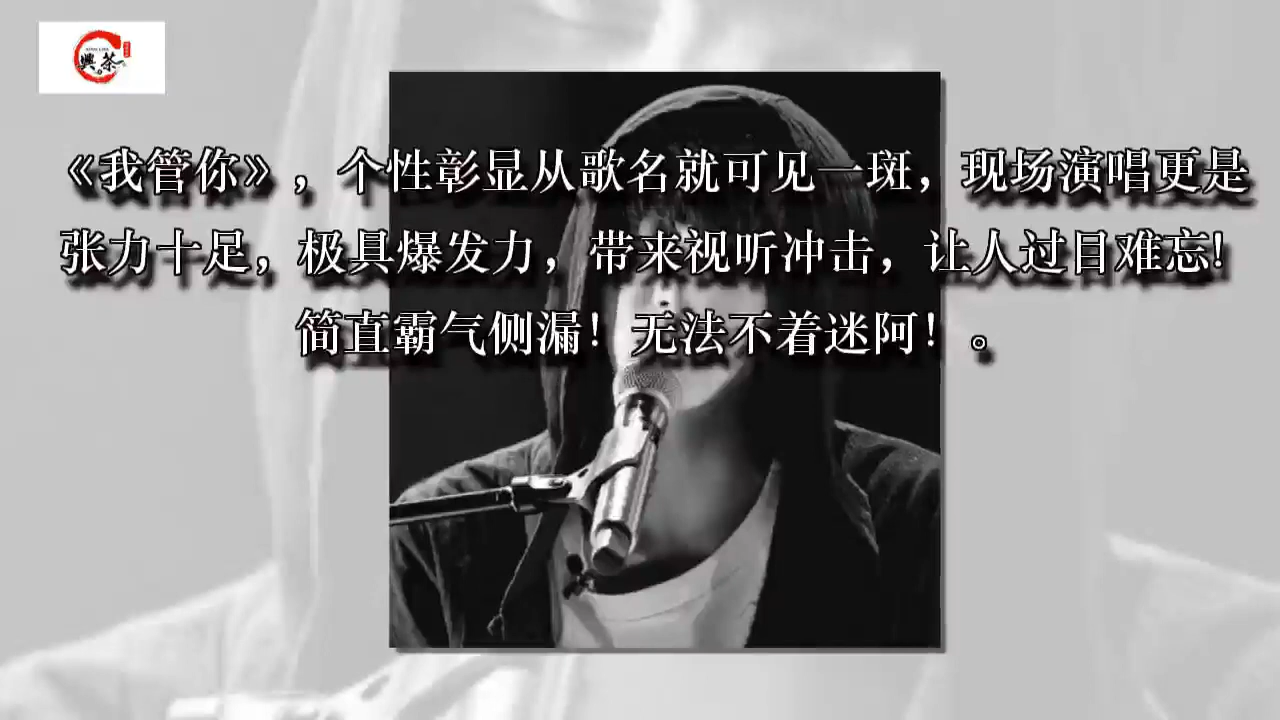 興茶
《我管你》，个性彰显从歌名就可见一斑，现场演唱更是
张力十足，极具爆发力，带来视听冲击，让人过目难忘!
简直霸气侧漏！无法不着迷阿！。